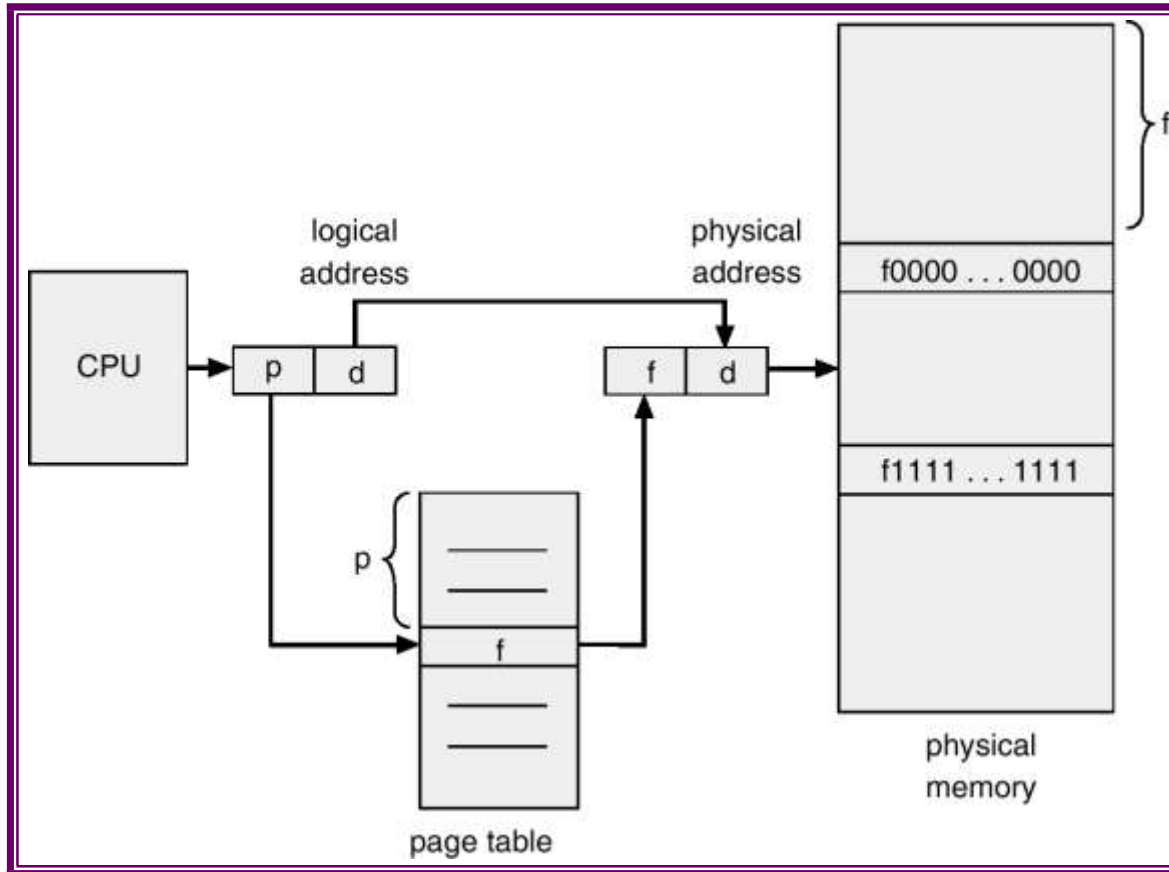 f
logical
address
physical
address
f0000 . . . 0000
CPU
p
d
f
d
f1111 . . . 1111
p
f
physical
memory
page table